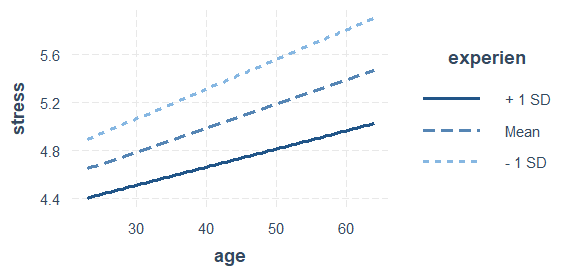 experien
+ 1 SD
Mean
- 1 SD
stress
5.6
5.2
4.8
4.4
30
40
50
60
age